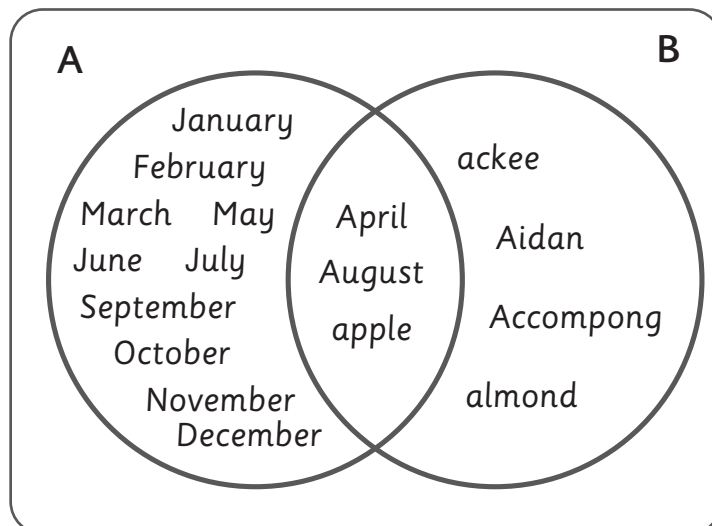 A
B
January
February
March May
June July
September
October
November
December
April
August
apple
ackee
Aidan
Accompong
almond